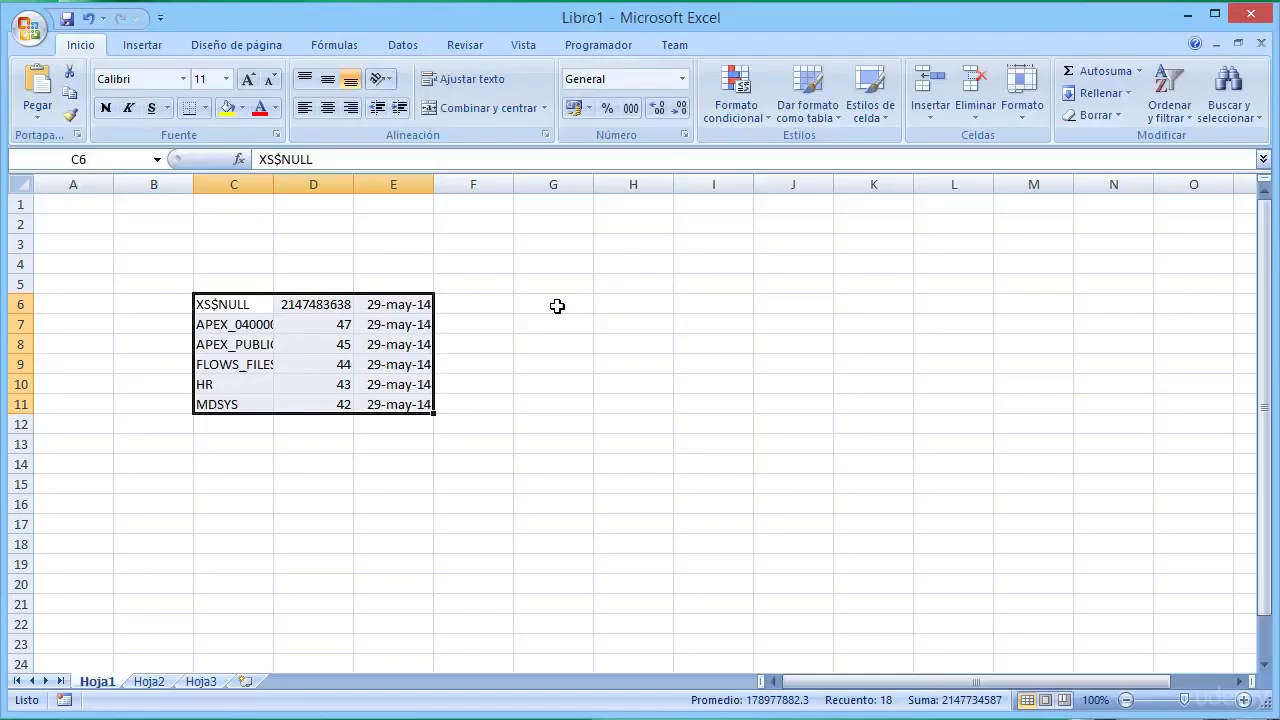 Libro1 - Microsoft Excel
Inicio Insertar Diseño de página Fórmulas Datos Revisar Vista Programador Team
Pegar
Portapa...
Calibri 11
N K S
Fuente
Ajustar texto
Combinar y centrar
Alineación
General
% 000
Número
Formato condicional
Dar formato como tabla
Estilos de celda
Estilos
Insertar Eliminar Formato
Celdas
Autosuma
Rellenar
Borrar
Ordenar y filtrar
Buscar y seleccionar
Modificar
C6 fx XS$NULL
A B C D E F G H I J K L M N O
1
2
3
4
5
6 XS$NULL 2147483638 29-may-14
7 APEX_040000 47 29-may-14
8 APEX_PUBLIC 45 29-may-14
9 FLOWS_FILES 44 29-may-14
10 HR 43 29-may-14
11 MDSYS 42 29-may-14
12
13
14
15
16
17
18
19
20
21
22
23
24
Hoja1 Hoja2 Hoja3
Listo Promedio: 178977882.3 Recuento: 18 Suma: 2147734587 100%
udemy